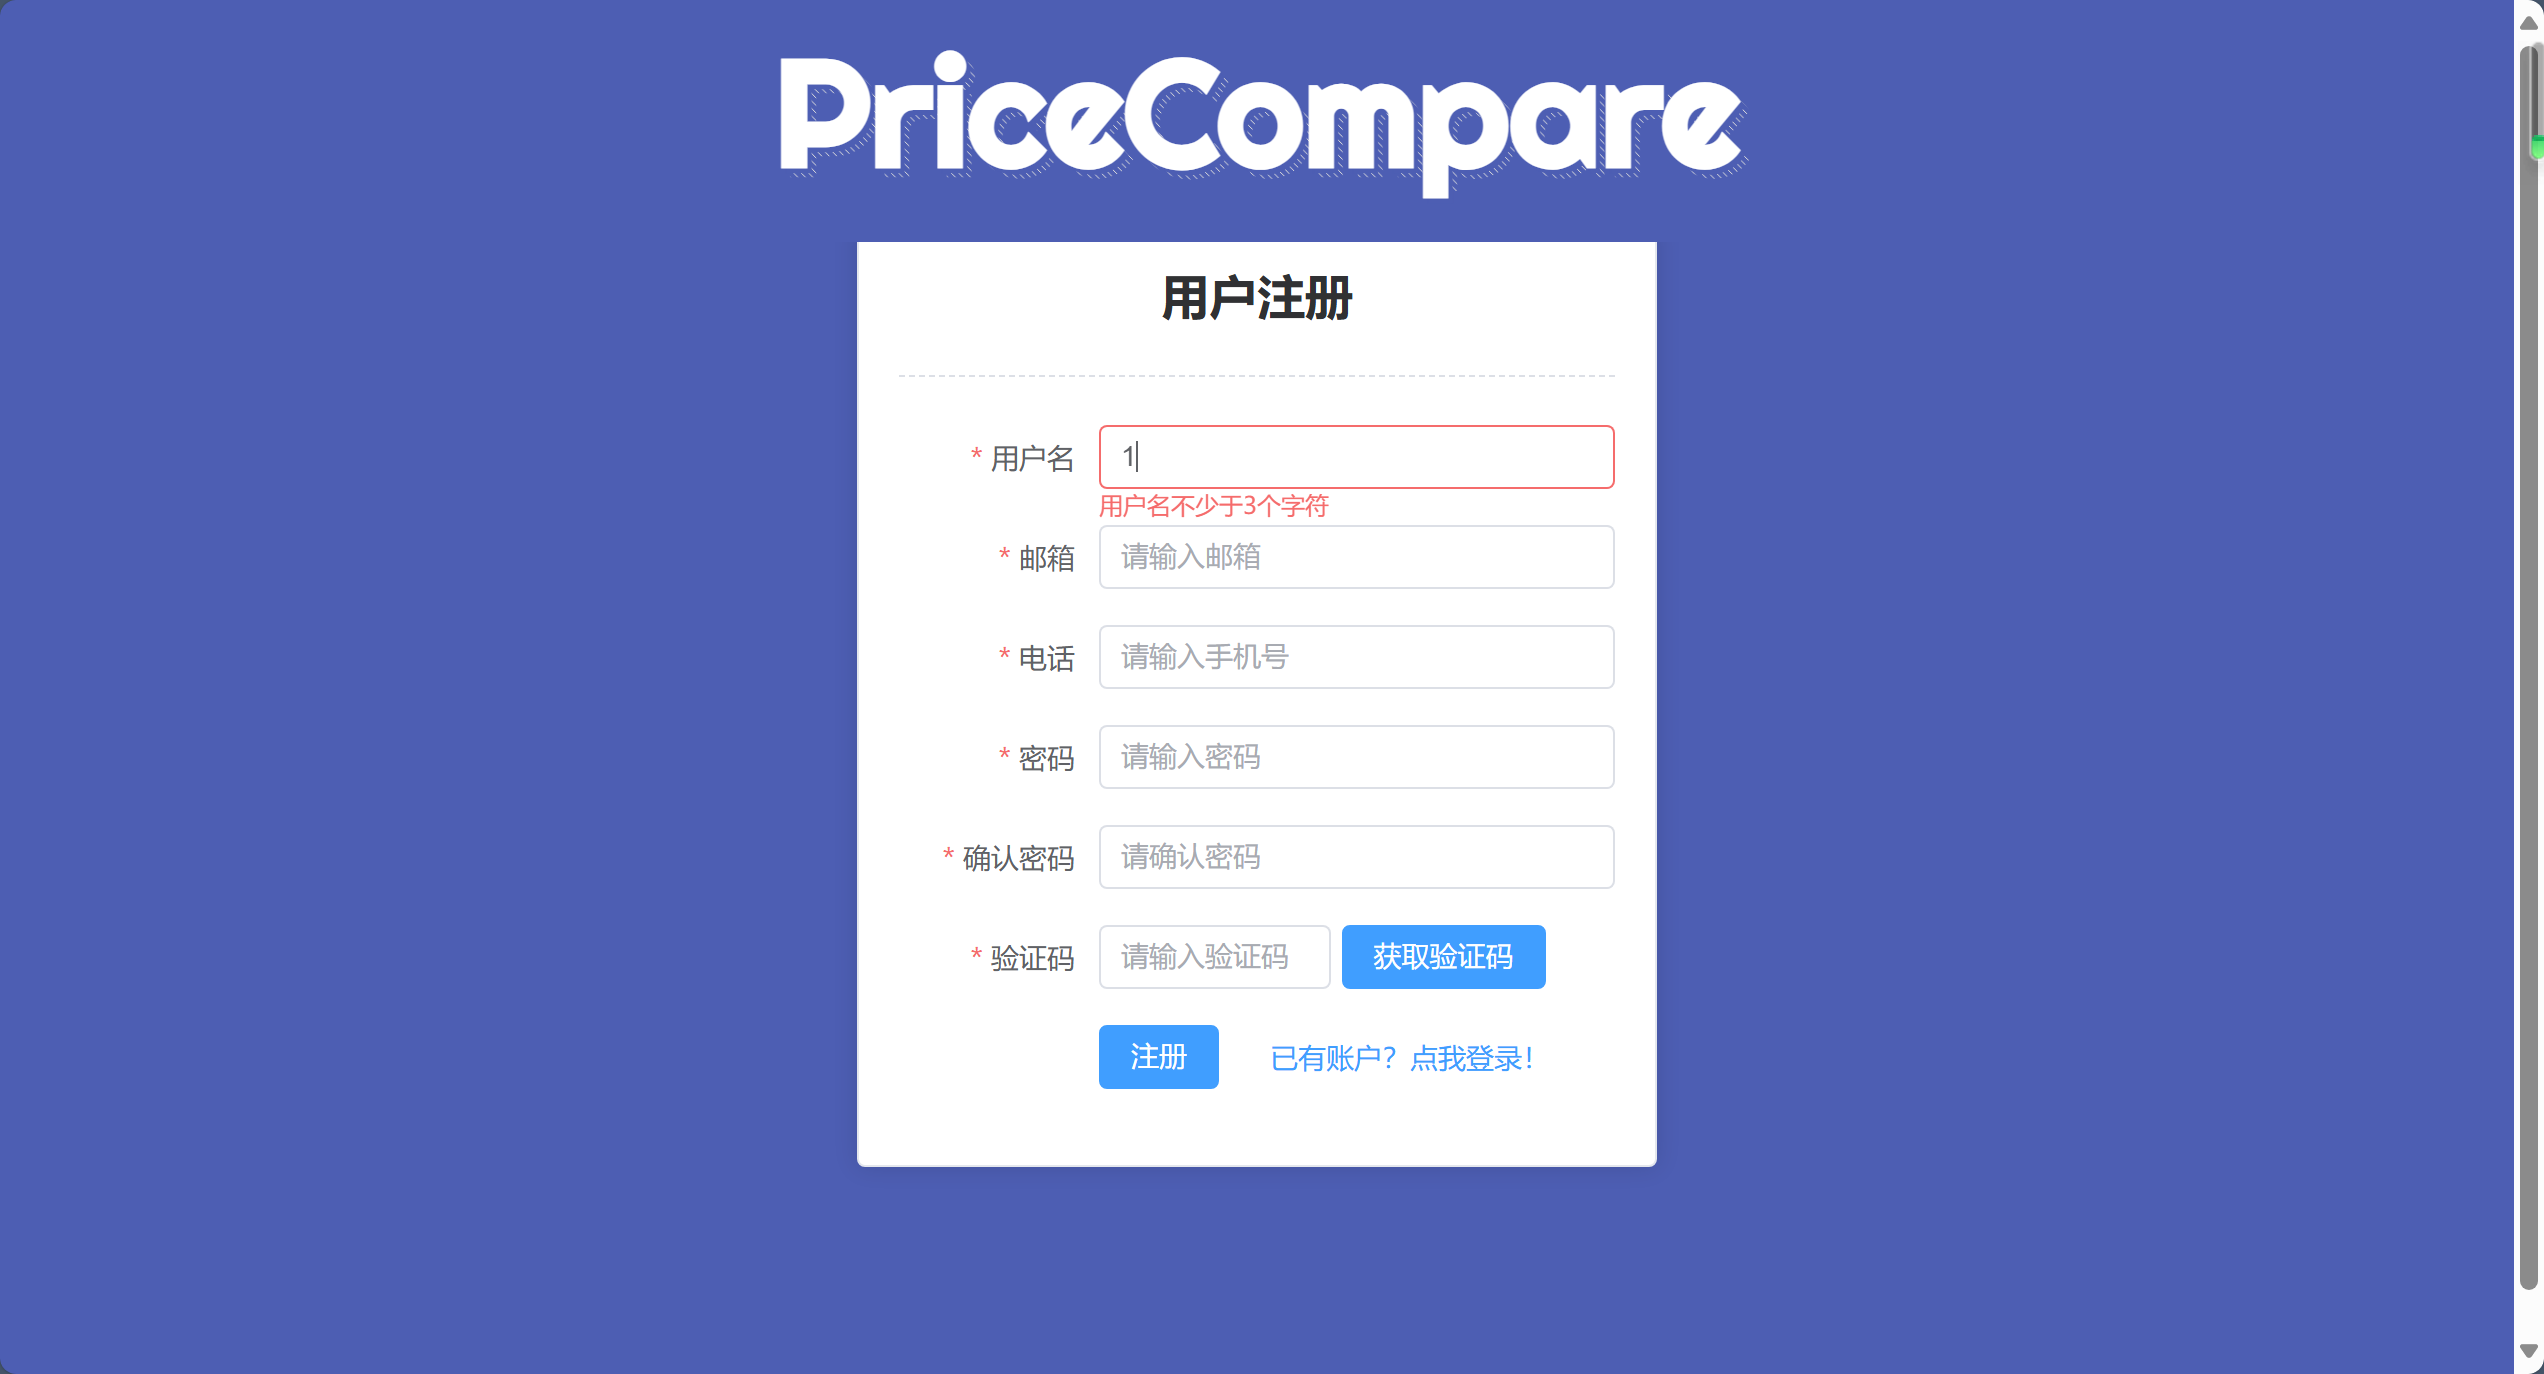 PriceCompare
用户注册
* 用户名 1
用户名不少于3个字符
* 邮箱 请输入邮箱
* 电话 请输入手机号
* 密码 请输入密码
* 确认密码 请确认密码
* 验证码 请输入验证码 获取验证码
注册 已有账户？点我登录！